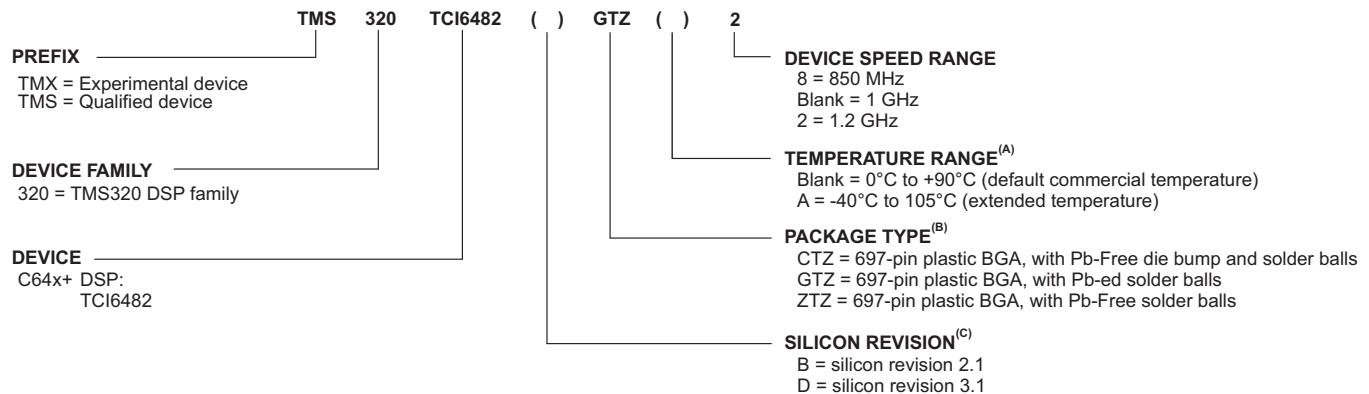 TMS 320 TCI6482 ( ) GTZ ( ) 2
PREFIX
TMX = Experimental device
TMS = Qualified device
DEVICE FAMILY
320 = TMS320 DSP family
DEVICE
C64x+ DSP:
TCI6482
DEVICE SPEED RANGE
8 = 850 MHz
Blank = 1 GHz
2 = 1.2 GHz
TEMPERATURE RANGE(A)
Blank = 0°C to +90°C (default commercial temperature)
A = -40°C to 105°C (extended temperature)
PACKAGE TYPE(B)
CTZ = 697-pin plastic BGA, with Pb-Free die bump and solder balls
GTZ = 697-pin plastic BGA, with Pb-ed solder balls
ZTZ = 697-pin plastic BGA, with Pb-Free solder balls
SILICON REVISION(C)
B = silicon revision 2.1
D = silicon revision 3.1